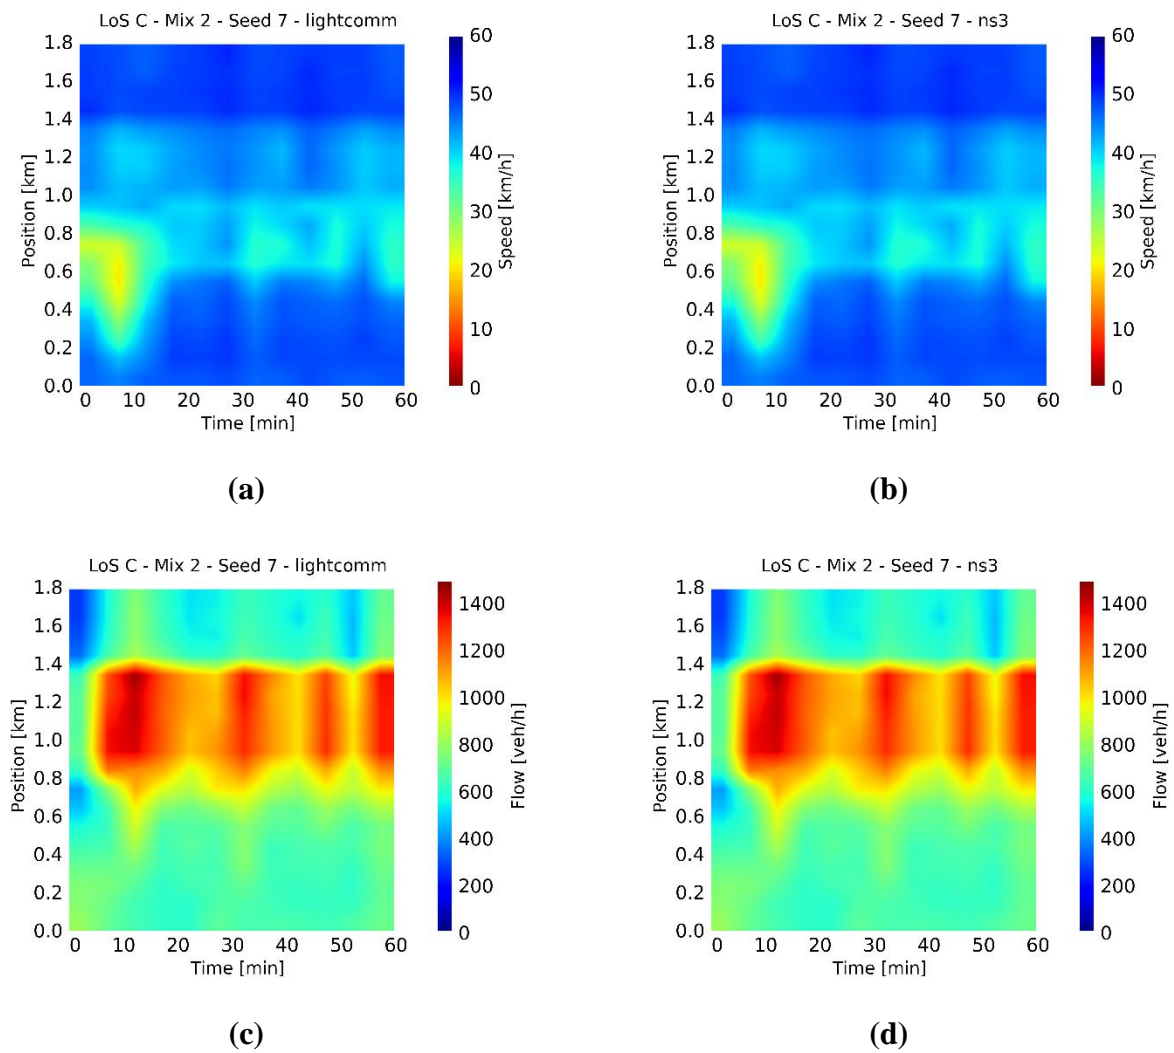 LoS C - Mix 2 - Seed 7 - lightcomm
1.8
1.6
1.4
1.2
1.0
0.8
0.6
0.4
0.2
0.0
Position [km]
0 10 20 30 40 50 60
Time [min]
60
50
40
30
20
10
0
Speed [km/h]
(a)
LoS C - Mix 2 - Seed 7 - ns3
1.8
1.6
1.4
1.2
1.0
0.8
0.6
0.4
0.2
0.0
Position [km]
0 10 20 30 40 50 60
Time [min]
60
50
40
30
20
10
0
Speed [km/h]
(b)
LoS C - Mix 2 - Seed 7 - lightcomm
1.8
1.6
1.4
1.2
1.0
0.8
0.6
0.4
0.2
0.0
Position [km]
0 10 20 30 40 50 60
Time [min]
1400
1200
1000
800
600
400
200
0
Flow [veh/h]
(c)
LoS C - Mix 2 - Seed 7 - ns3
1.8
1.6
1.4
1.2
1.0
0.8
0.6
0.4
0.2
0.0
Position [km]
0 10 20 30 40 50 60
Time [min]
1400
1200
1000
800
600
400
200
0
Flow [veh/h]
(d)